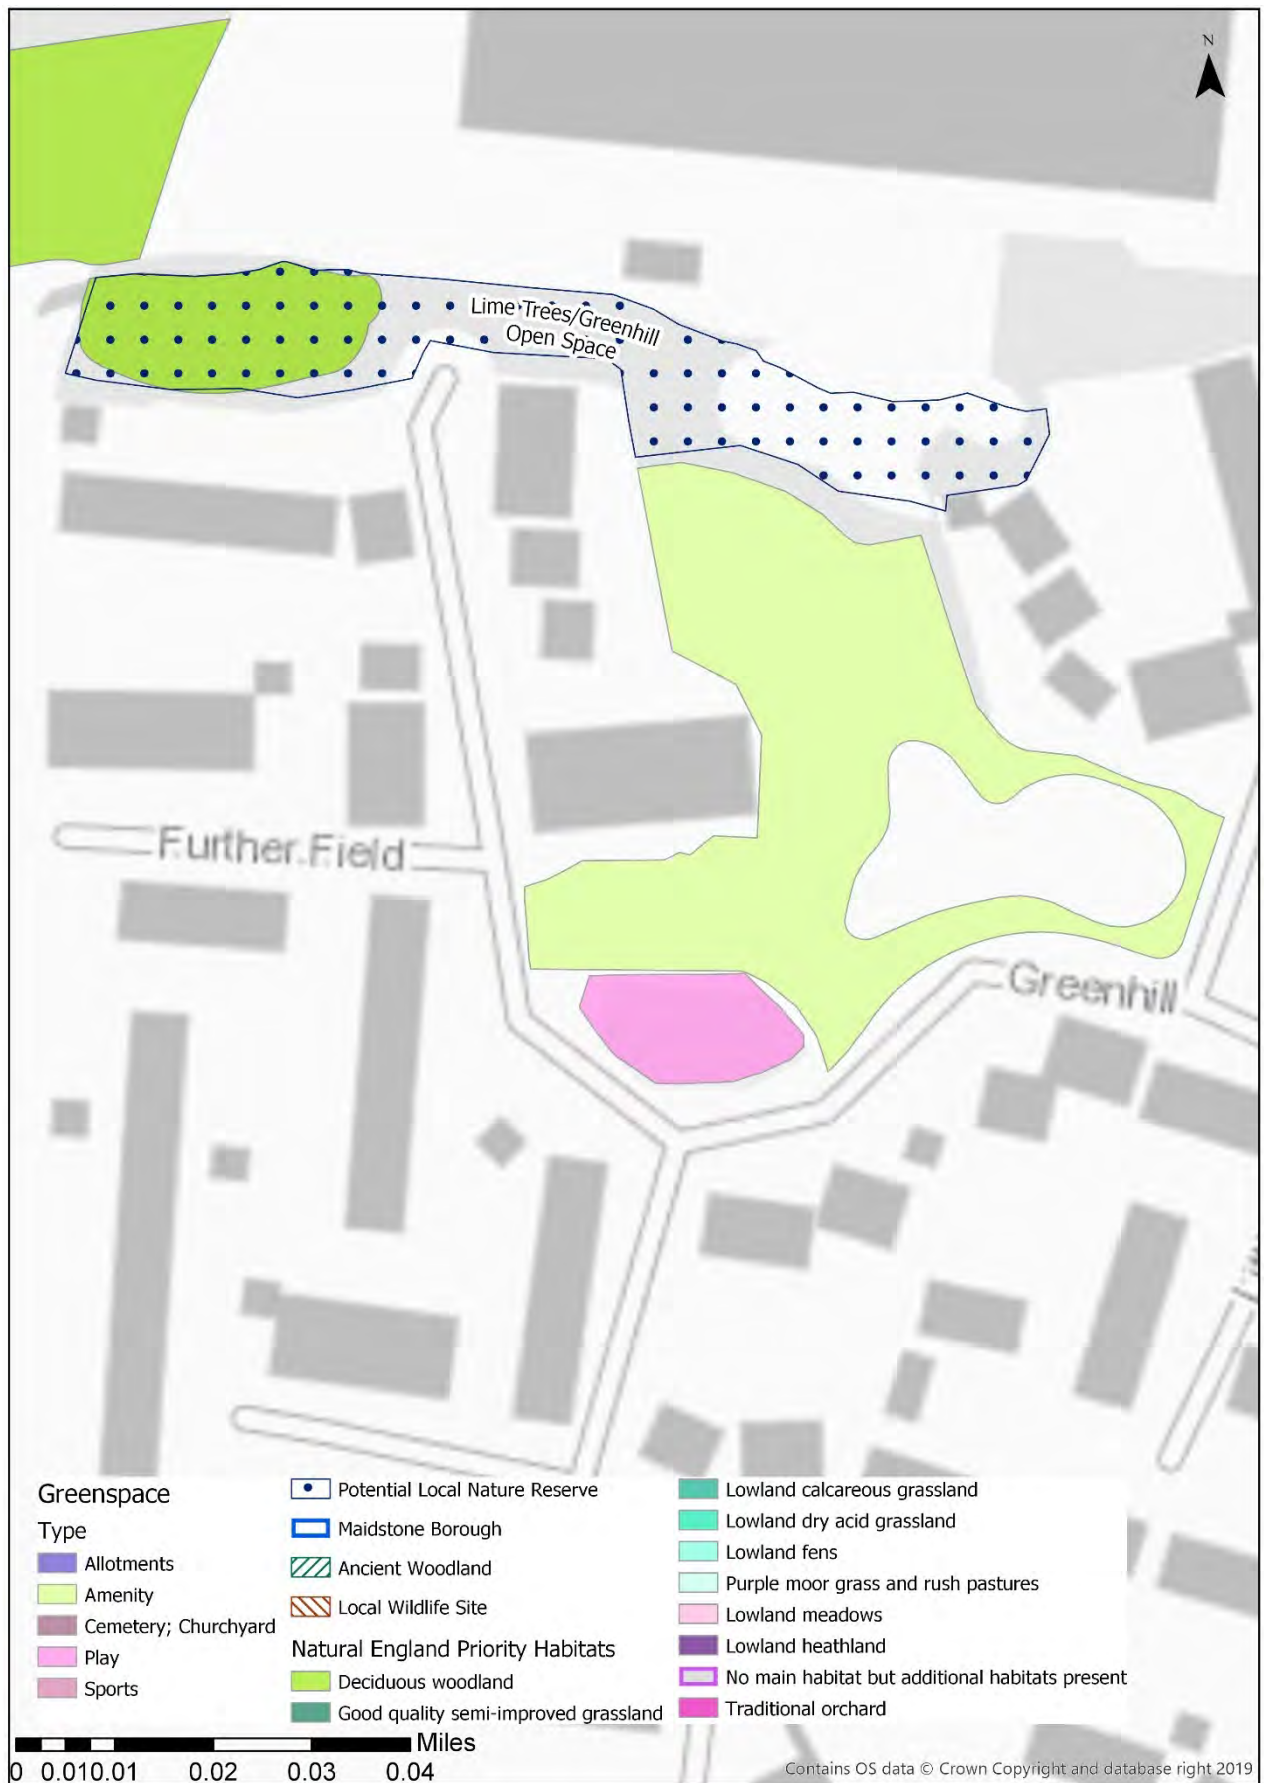 N
Lime Trees/Greenhill
Open Space
Further Field
Greenhill
Greenspace
Type
Allotments
Amenity
Cemetery; Churchyard
Play
Sports
Potential Local Nature Reserve
Maidstone Borough
Ancient Woodland
Local Wildlife Site
Natural England Priority Habitats
Deciduous woodland
Good quality semi-improved grassland
Lowland calcareous grassland
Lowland dry acid grassland
Lowland fens
Purple moor grass and rush pastures
Lowland meadows
Lowland heathland
No main habitat but additional habitats present
Traditional orchard
Miles
0 0.010.01 0.02 0.03 0.04
Contains OS data © Crown Copyright and database right 2019